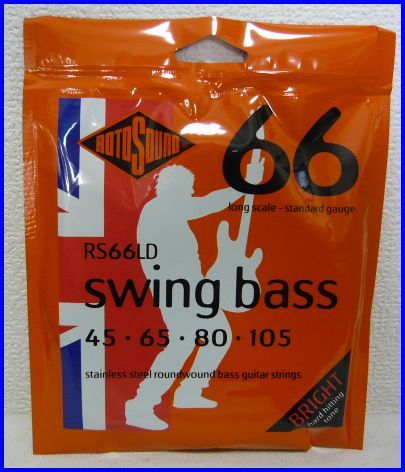 ROTOSOUND
66
long scale - standard gauge
RS66LD
swing bass
45 · 65 · 80 · 105
stainless steel roundwound bass guitar strings
BRIGHT
hard hitting
tone